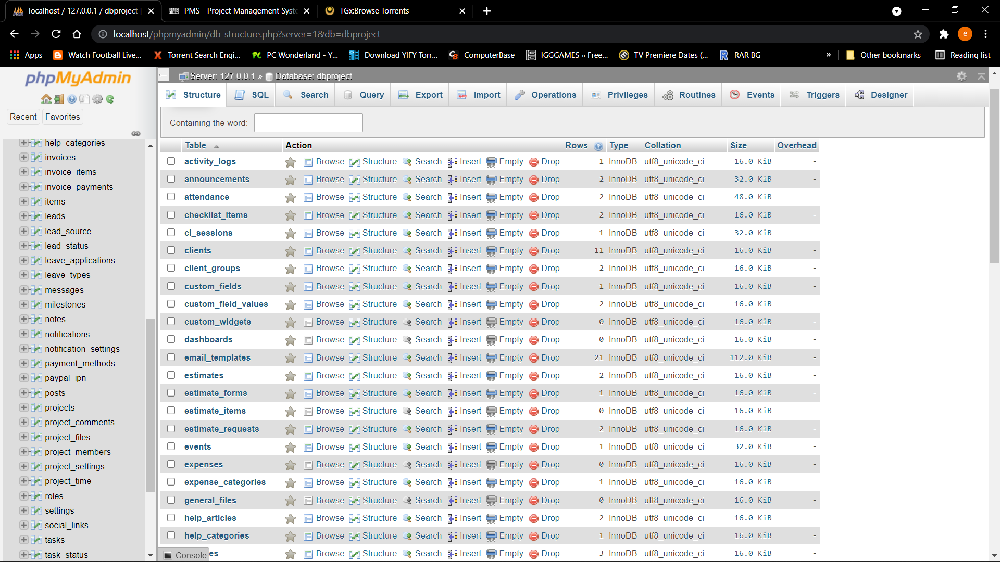 localhost / 127.0.0.1 / dbproject
PMS - Project Management Syste
TGx:Browse Torrents
localhost/phpmyadmin/db_structure.php?server=1&db=dbproject
e
Apps
Watch Football Live...
Torrent Search Engi...
PC Wonderland - Y...
Download YIFY Torr...
ComputerBase
IGGGAMES » Free...
TV Premiere Dates (...
RAR BG
»
Other bookmarks
Reading list
phpMyAdmin
Recent
Favorites
help_categories
invoices
invoice_items
invoice_payments
items
leads
lead_source
lead_status
leave_applications
leave_types
messages
milestones
notes
notifications
notification_settings
payment_methods
paypal_ipn
posts
projects
project_comments
project_files
project_members
project_settings
project_time
roles
settings
social_links
tasks
task_status
Server: 127.0.0.1 » Database: dbproject
Structure SQL Search Query Export Import Operations Privileges Routines Events Triggers Designer
Containing the word:
Table Action Rows Type Collation Size Overhead
activity_logs Browse Structure Search Insert Empty Drop 1 InnoDB utf8_unicode_ci 16.0 KiB -
announcements Browse Structure Search Insert Empty Drop 2 InnoDB utf8_unicode_ci 32.0 KiB -
attendance Browse Structure Search Insert Empty Drop 2 InnoDB utf8_unicode_ci 48.0 KiB -
checklist_items Browse Structure Search Insert Empty Drop 2 InnoDB utf8_unicode_ci 16.0 KiB -
ci_sessions Browse Structure Search Insert Empty Drop 1 InnoDB utf8_unicode_ci 32.0 KiB -
clients Browse Structure Search Insert Empty Drop 11 InnoDB utf8_unicode_ci 16.0 KiB -
client_groups Browse Structure Search Insert Empty Drop 2 InnoDB utf8_unicode_ci 16.0 KiB -
custom_fields Browse Structure Search Insert Empty Drop 1 InnoDB utf8_unicode_ci 16.0 KiB -
custom_field_values Browse Structure Search Insert Empty Drop 2 InnoDB utf8_unicode_ci 16.0 KiB -
custom_widgets Browse Structure Search Insert Empty Drop 0 InnoDB utf8_unicode_ci 16.0 KiB -
dashboards Browse Structure Search Insert Empty Drop 0 InnoDB utf8_unicode_ci 16.0 KiB -
email_templates Browse Structure Search Insert Empty Drop 21 InnoDB utf8_unicode_ci 112.0 KiB -
estimates Browse Structure Search Insert Empty Drop 2 InnoDB utf8_unicode_ci 16.0 KiB -
estimate_forms Browse Structure Search Insert Empty Drop 1 InnoDB utf8_unicode_ci 16.0 KiB -
estimate_items Browse Structure Search Insert Empty Drop 0 InnoDB utf8_unicode_ci 16.0 KiB -
estimate_requests Browse Structure Search Insert Empty Drop 2 InnoDB utf8_unicode_ci 16.0 KiB -
events Browse Structure Search Insert Empty Drop 1 InnoDB utf8_unicode_ci 32.0 KiB -
expenses Browse Structure Search Insert Empty Drop 0 InnoDB utf8_unicode_ci 16.0 KiB -
expense_categories Browse Structure Search Insert Empty Drop 1 InnoDB utf8_unicode_ci 16.0 KiB -
general_files Browse Structure Search Insert Empty Drop 0 InnoDB utf8_unicode_ci 16.0 KiB -
help_articles Browse Structure Search Insert Empty Drop 2 InnoDB utf8_unicode_ci 16.0 KiB -
help_categories Browse Structure Search Insert Empty Drop 1 InnoDB utf8_unicode_ci 16.0 KiB -
es Browse Structure Search Insert Empty Drop 3 InnoDB utf8_unicode_ci 16.0 KiB -
Console